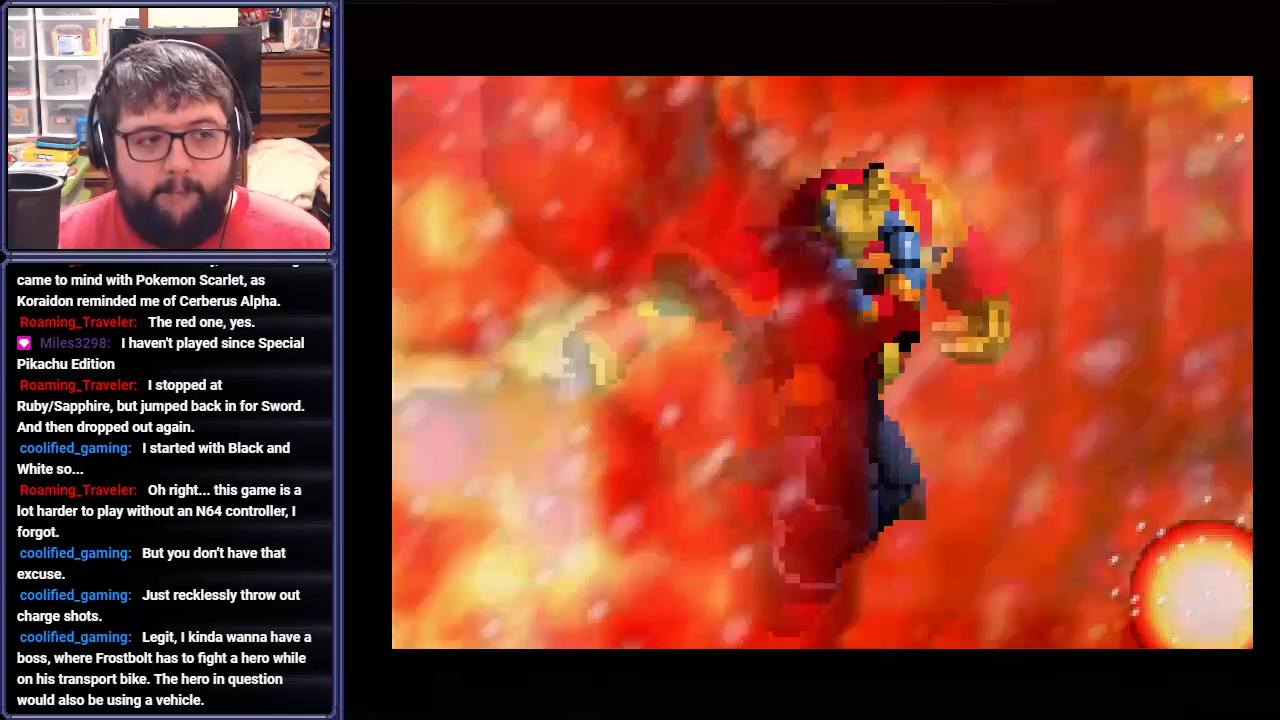 came to mind with Pokemon Scarlet, as
Koraidon reminded me of Cerberus Alpha.
Roaming_Traveler: The red one, yes.
Miles3298: I haven't played since Special
Pikachu Edition
Roaming_Traveler: I stopped at
Ruby/Sapphire, but jumped back in for Sword.
And then dropped out again.
coolified_gaming: I started with Black and
White so...
Roaming_Traveler: Oh right... this game is a
lot harder to play without an N64 controller, I
forgot.
coolified_gaming: But you don't have that
excuse.
coolified_gaming: Just recklessly throw out
charge shots.
coolified_gaming: Legit, I kinda wanna have a
boss, where Frostbolt has to fight a hero while
on his transport bike. The hero in question
would also be using a vehicle.